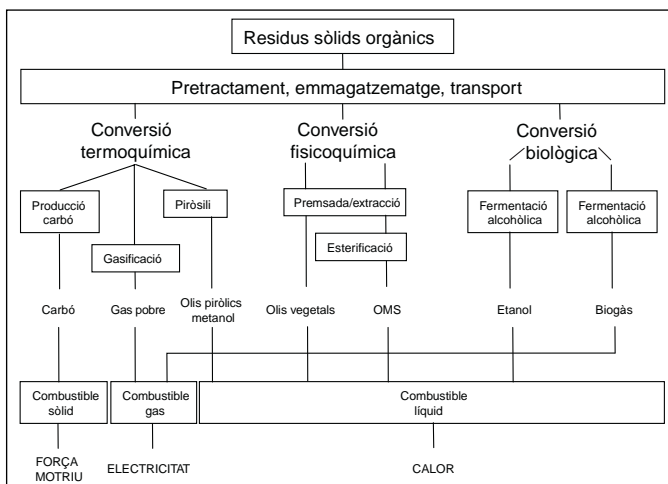 Residus sòlids orgànics
Pretractament, emmagatzematge, transport
Conversió
termoquímica
Conversió
fisicoquímica
Conversió
biològica
Producció
carbó
Piròsili
Premsada/extracció
Fermentació
alcohòlica
Fermentació
alcohòlica
Gasificació
Esterificació
Carbó
Gas pobre
Olis piròlics
metanol
Olis vegetals
OMS
Etanol
Biogàs
Combustible
sòlid
Combustible
gas
Combustible
líquid
FORÇA
MOTRIU
ELECTRICITAT
CALOR